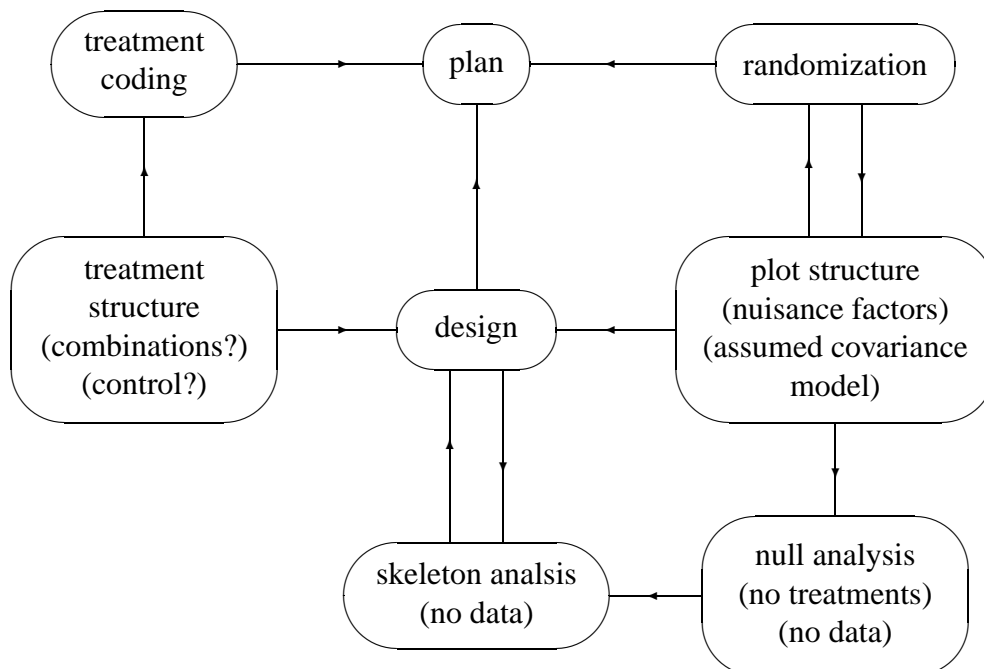 treatment
coding
plan
randomization
treatment
structure
(combinations?)
(control?)
design
plot structure
(nuisance factors)
(assumed covariance
model)
skeleton analsis
(no data)
null analysis
(no treatments)
(no data)